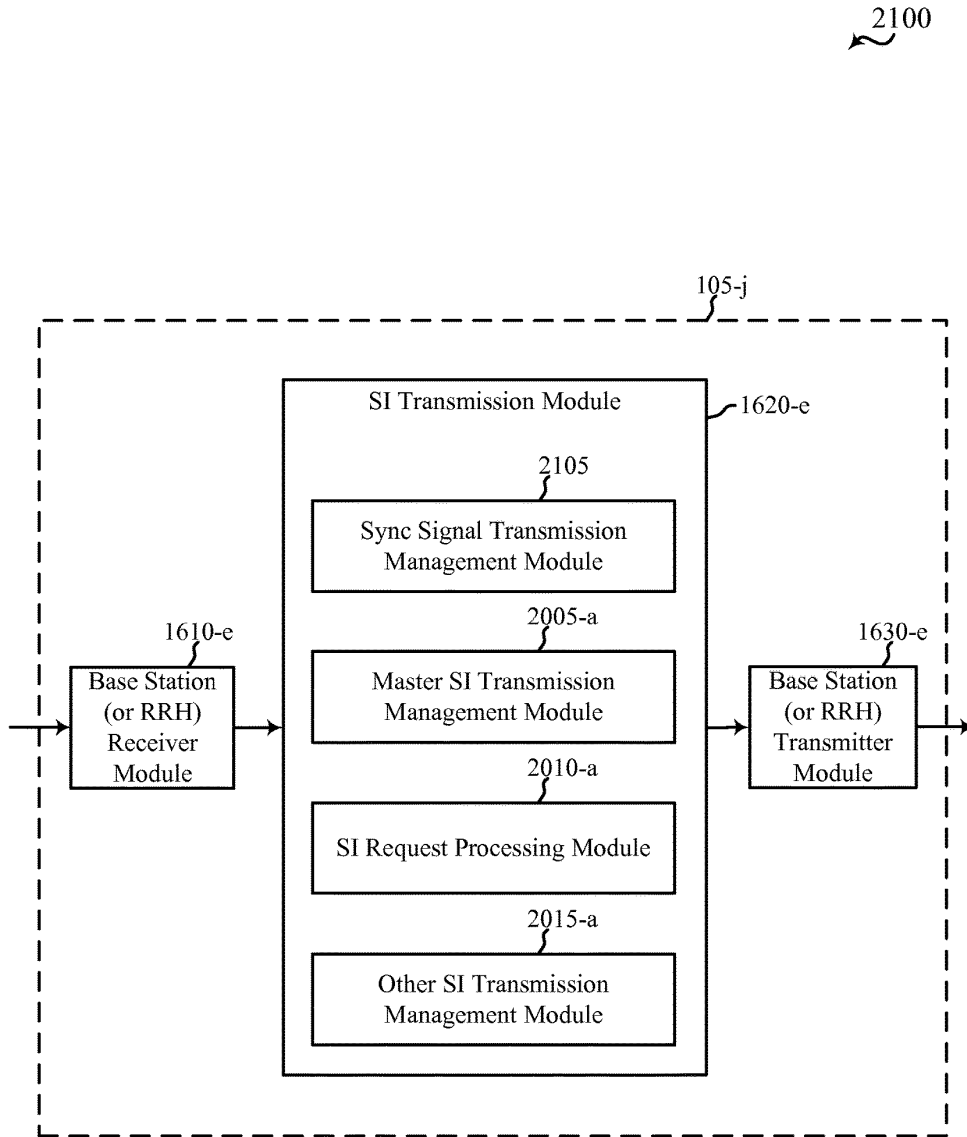 2100
105-j
SI Transmission Module
1620-e
2105
Sync Signal Transmission
Management Module
2005-a
Master SI Transmission
Management Module
2010-a
SI Request Processing Module
2015-a
Other SI Transmission
Management Module
1610-e
Base Station
(or RRH)
Receiver
Module
1630-e
Base Station
(or RRH)
Transmitter
Module